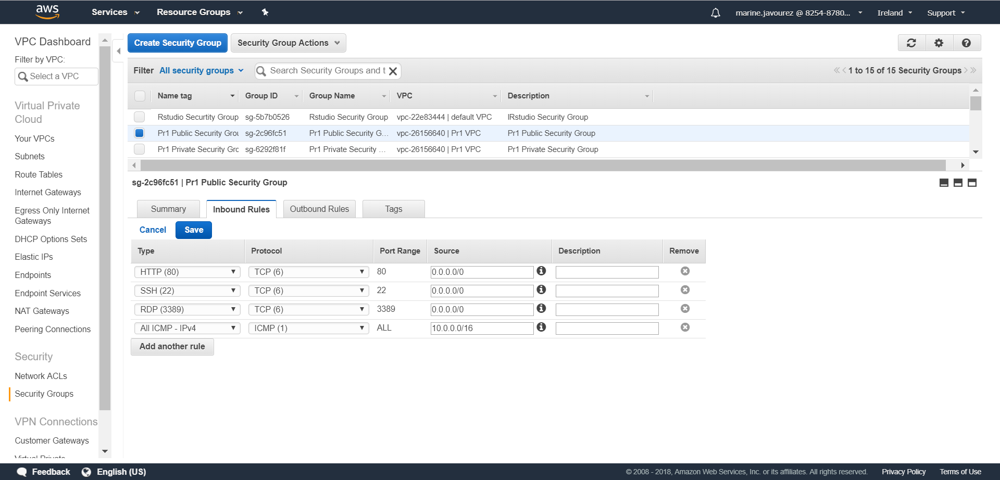 aws
Services
Resource Groups
marine.javourez @ 8254-8780...
Ireland
Support
VPC Dashboard
Filter by VPC:
Select a VPC
Virtual Private
Cloud
Your VPCs
Subnets
Route Tables
Internet Gateways
Egress Only Internet
Gateways
DHCP Options Sets
Elastic IPs
Endpoints
Endpoint Services
NAT Gateways
Peering Connections
Security
Network ACLs
Security Groups
VPN Connections
Customer Gateways
Virtual Private
Create Security Group
Security Group Actions
Filter All security groups
Search Security Groups and t
1 to 15 of 15 Security Groups
Name tag Group ID Group Name VPC Description
Rstudio Securtity Group sg-5b7b0526 Rstudio Security Group vpc-22e83444 | default VPC IRstudio Security Group
Pr1 Public Security Grou sg-2c96fc51 Pr1 Public Security G... vpc-26156640 | Pr1 VPC Pr1 Public Security Group
Pr1 Private Security Grc sg-6292f81f Pr1 Private Security ... vpc-26156640 | Pr1 VPC Pr1 Private Security Group
sg-2c96fc51 | Pr1 Public Security Group
Summary Inbound Rules Outbound Rules Tags
Cancel Save
Type Protocol Port Range Source Description Remove
HTTP (80) TCP (6) 80 0.0.0.0/0
SSH (22) TCP (6) 22 0.0.0.0/0
RDP (3389) TCP (6) 3389 0.0.0.0/0
All ICMP - IPv4 ICMP (1) ALL 10.0.0.0/16
Add another rule
Feedback English (US)
© 2008 - 2018, Amazon Web Services, Inc. or its affiliates. All rights reserved. Privacy Policy Terms of Use